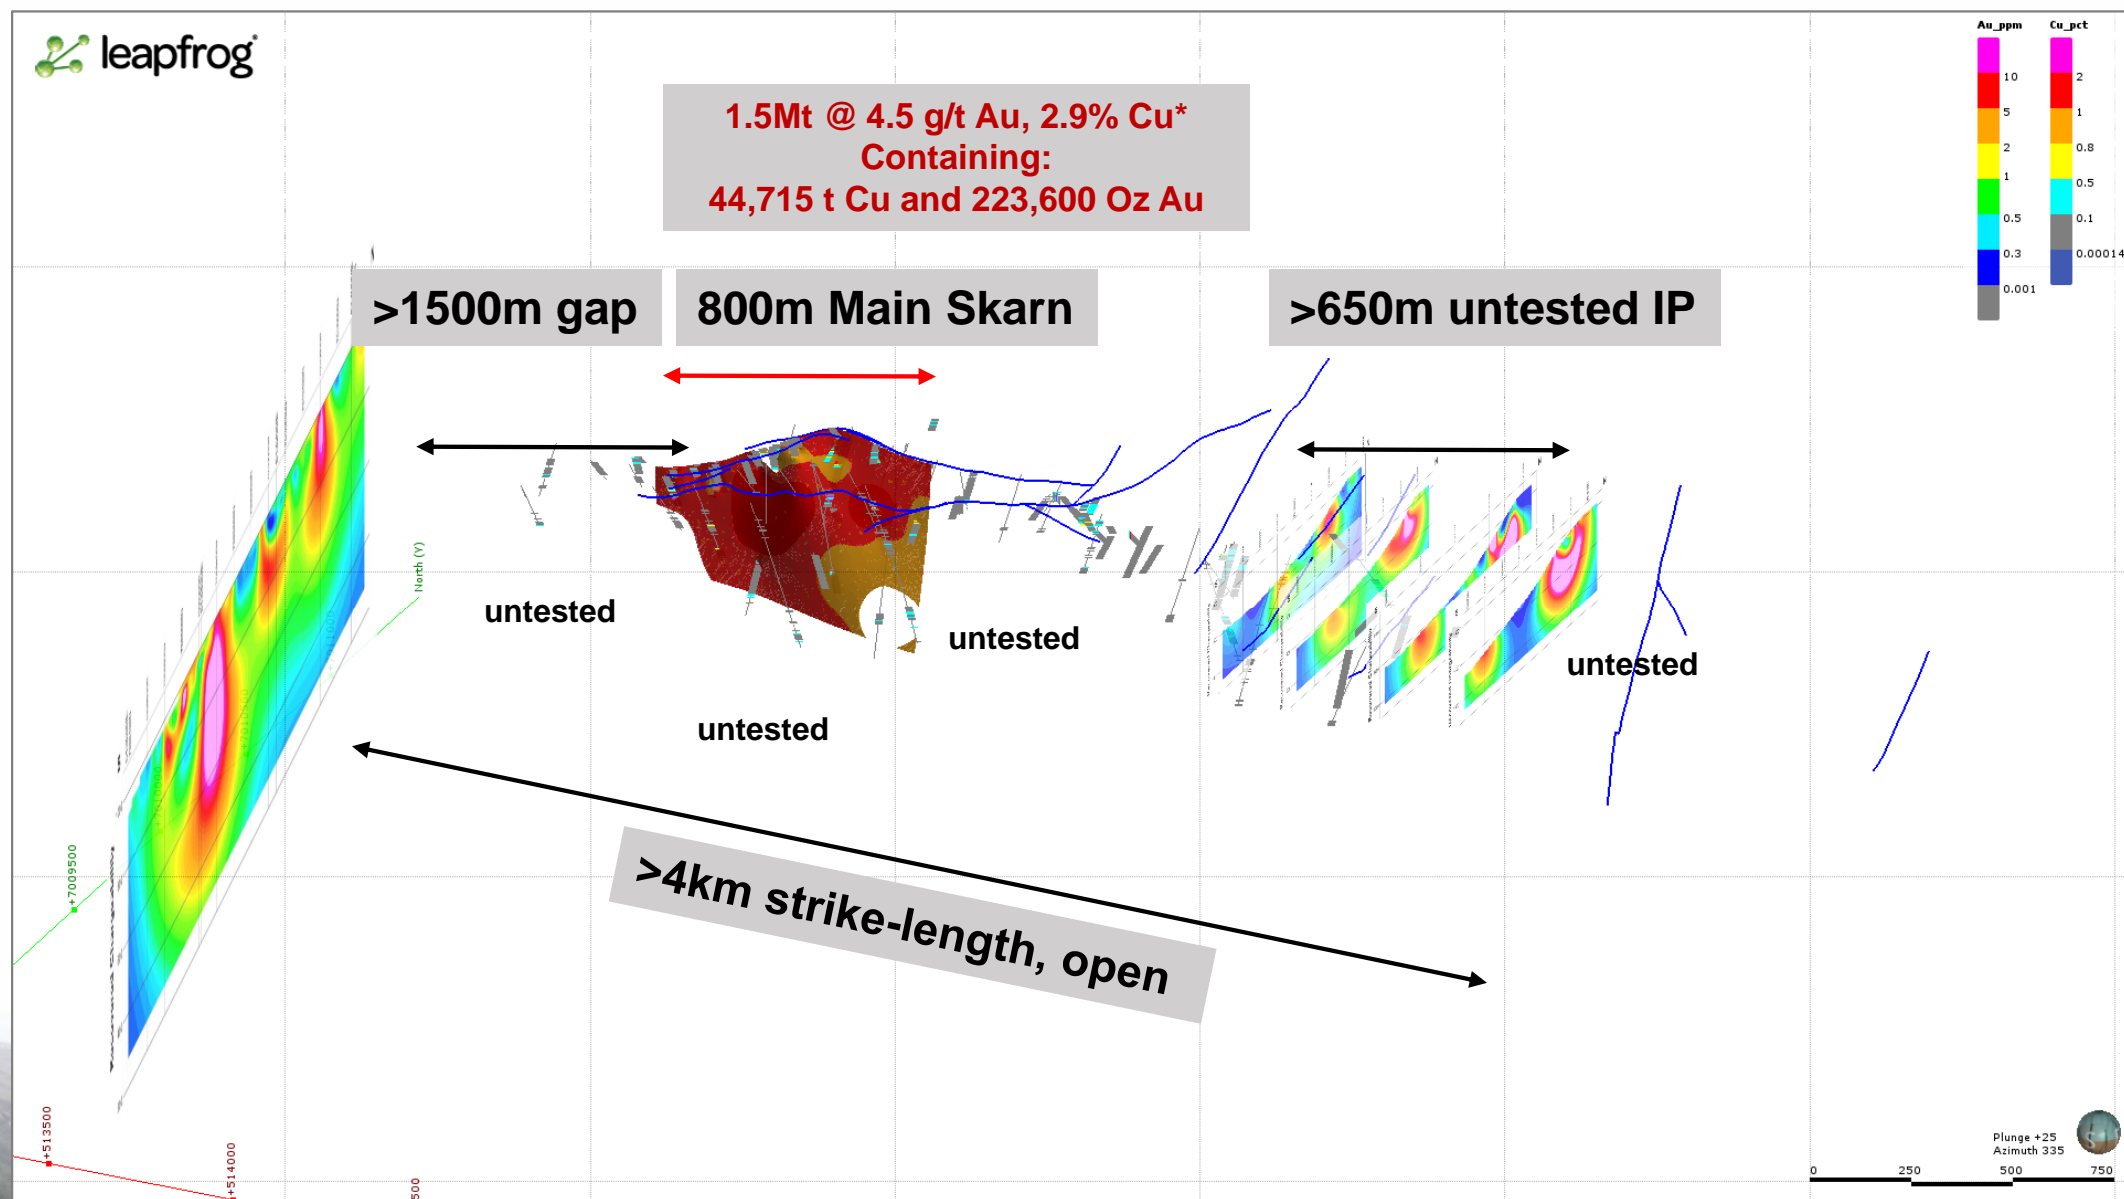 leapfrog
Au_ppm
Cu_pct
10
5
2
1
0.5
0.3
0.001
2
1
0.8
0.5
0.1
0.00014
1.5Mt @ 4.5 g/t Au, 2.9% Cu*
Containing:
44,715 t Cu and 223,600 Oz Au
>1500m gap
800m Main Skarn
>650m untested IP
North (Y)
untested
untested
untested
untested
>4km strike-length, open
+7009500
+513500
+514000
500
Plunge +25
Azimuth 335
0 250 500 750